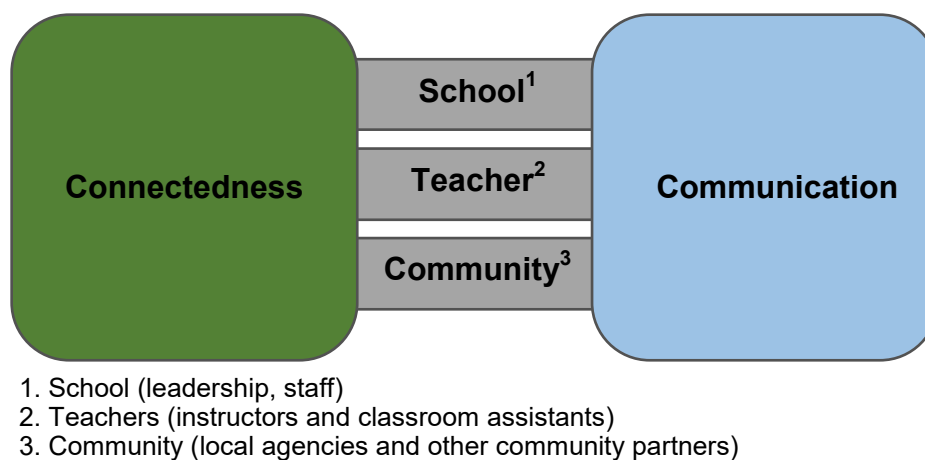 School¹
Connectedness
Teacher²
Communication
Community³
1. School (leadership, staff)
2. Teachers (instructors and classroom assistants)
3. Community (local agencies and other community partners)